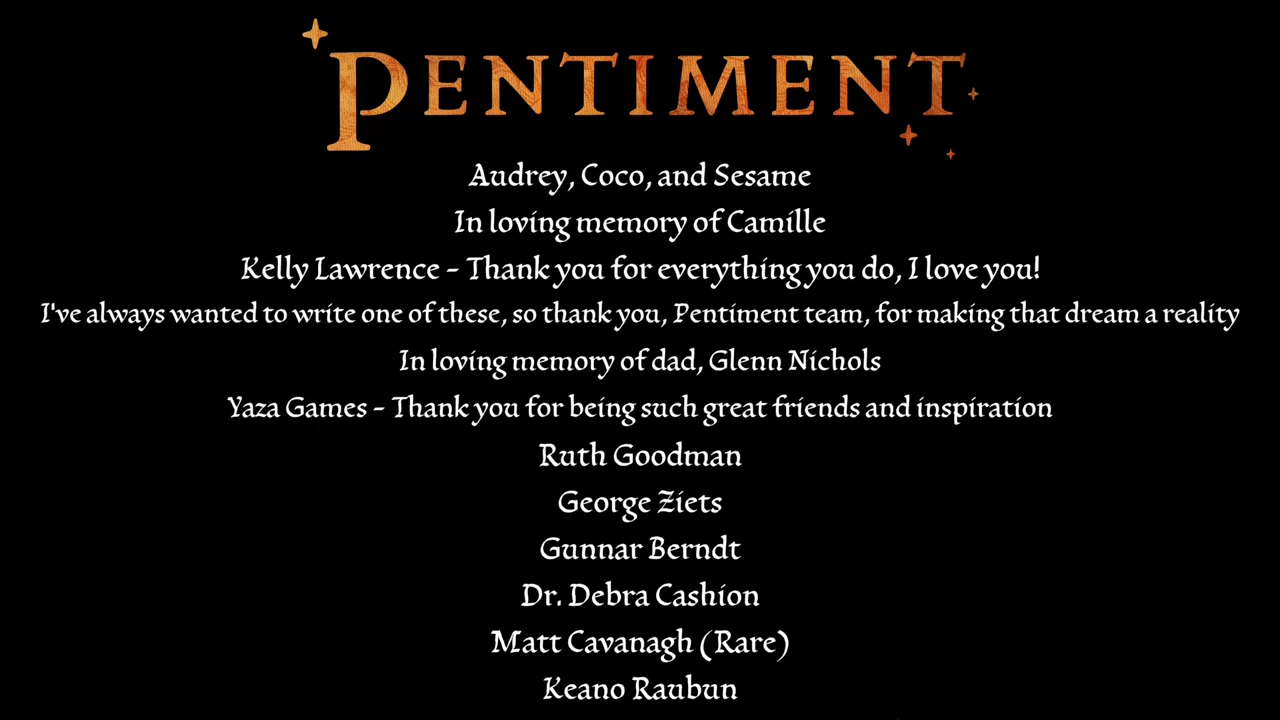 PENTIMENT
Audrey, Coco, and Sesame
In loving memory of Camille
Kelly Lawrence - Thank you for everything you do, I love you!
I've always wanted to write one of these, so thank you, Pentiment team, for making that dream a reality
In loving memory of dad, Glenn Nichols
Yaza Games - Thank you for being such great friends and inspiration
Ruth Goodman
George Ziets
Gunnar Berndt
Dr. Debra Cashion
Matt Cavanagh (Rare)
Keano Raubun